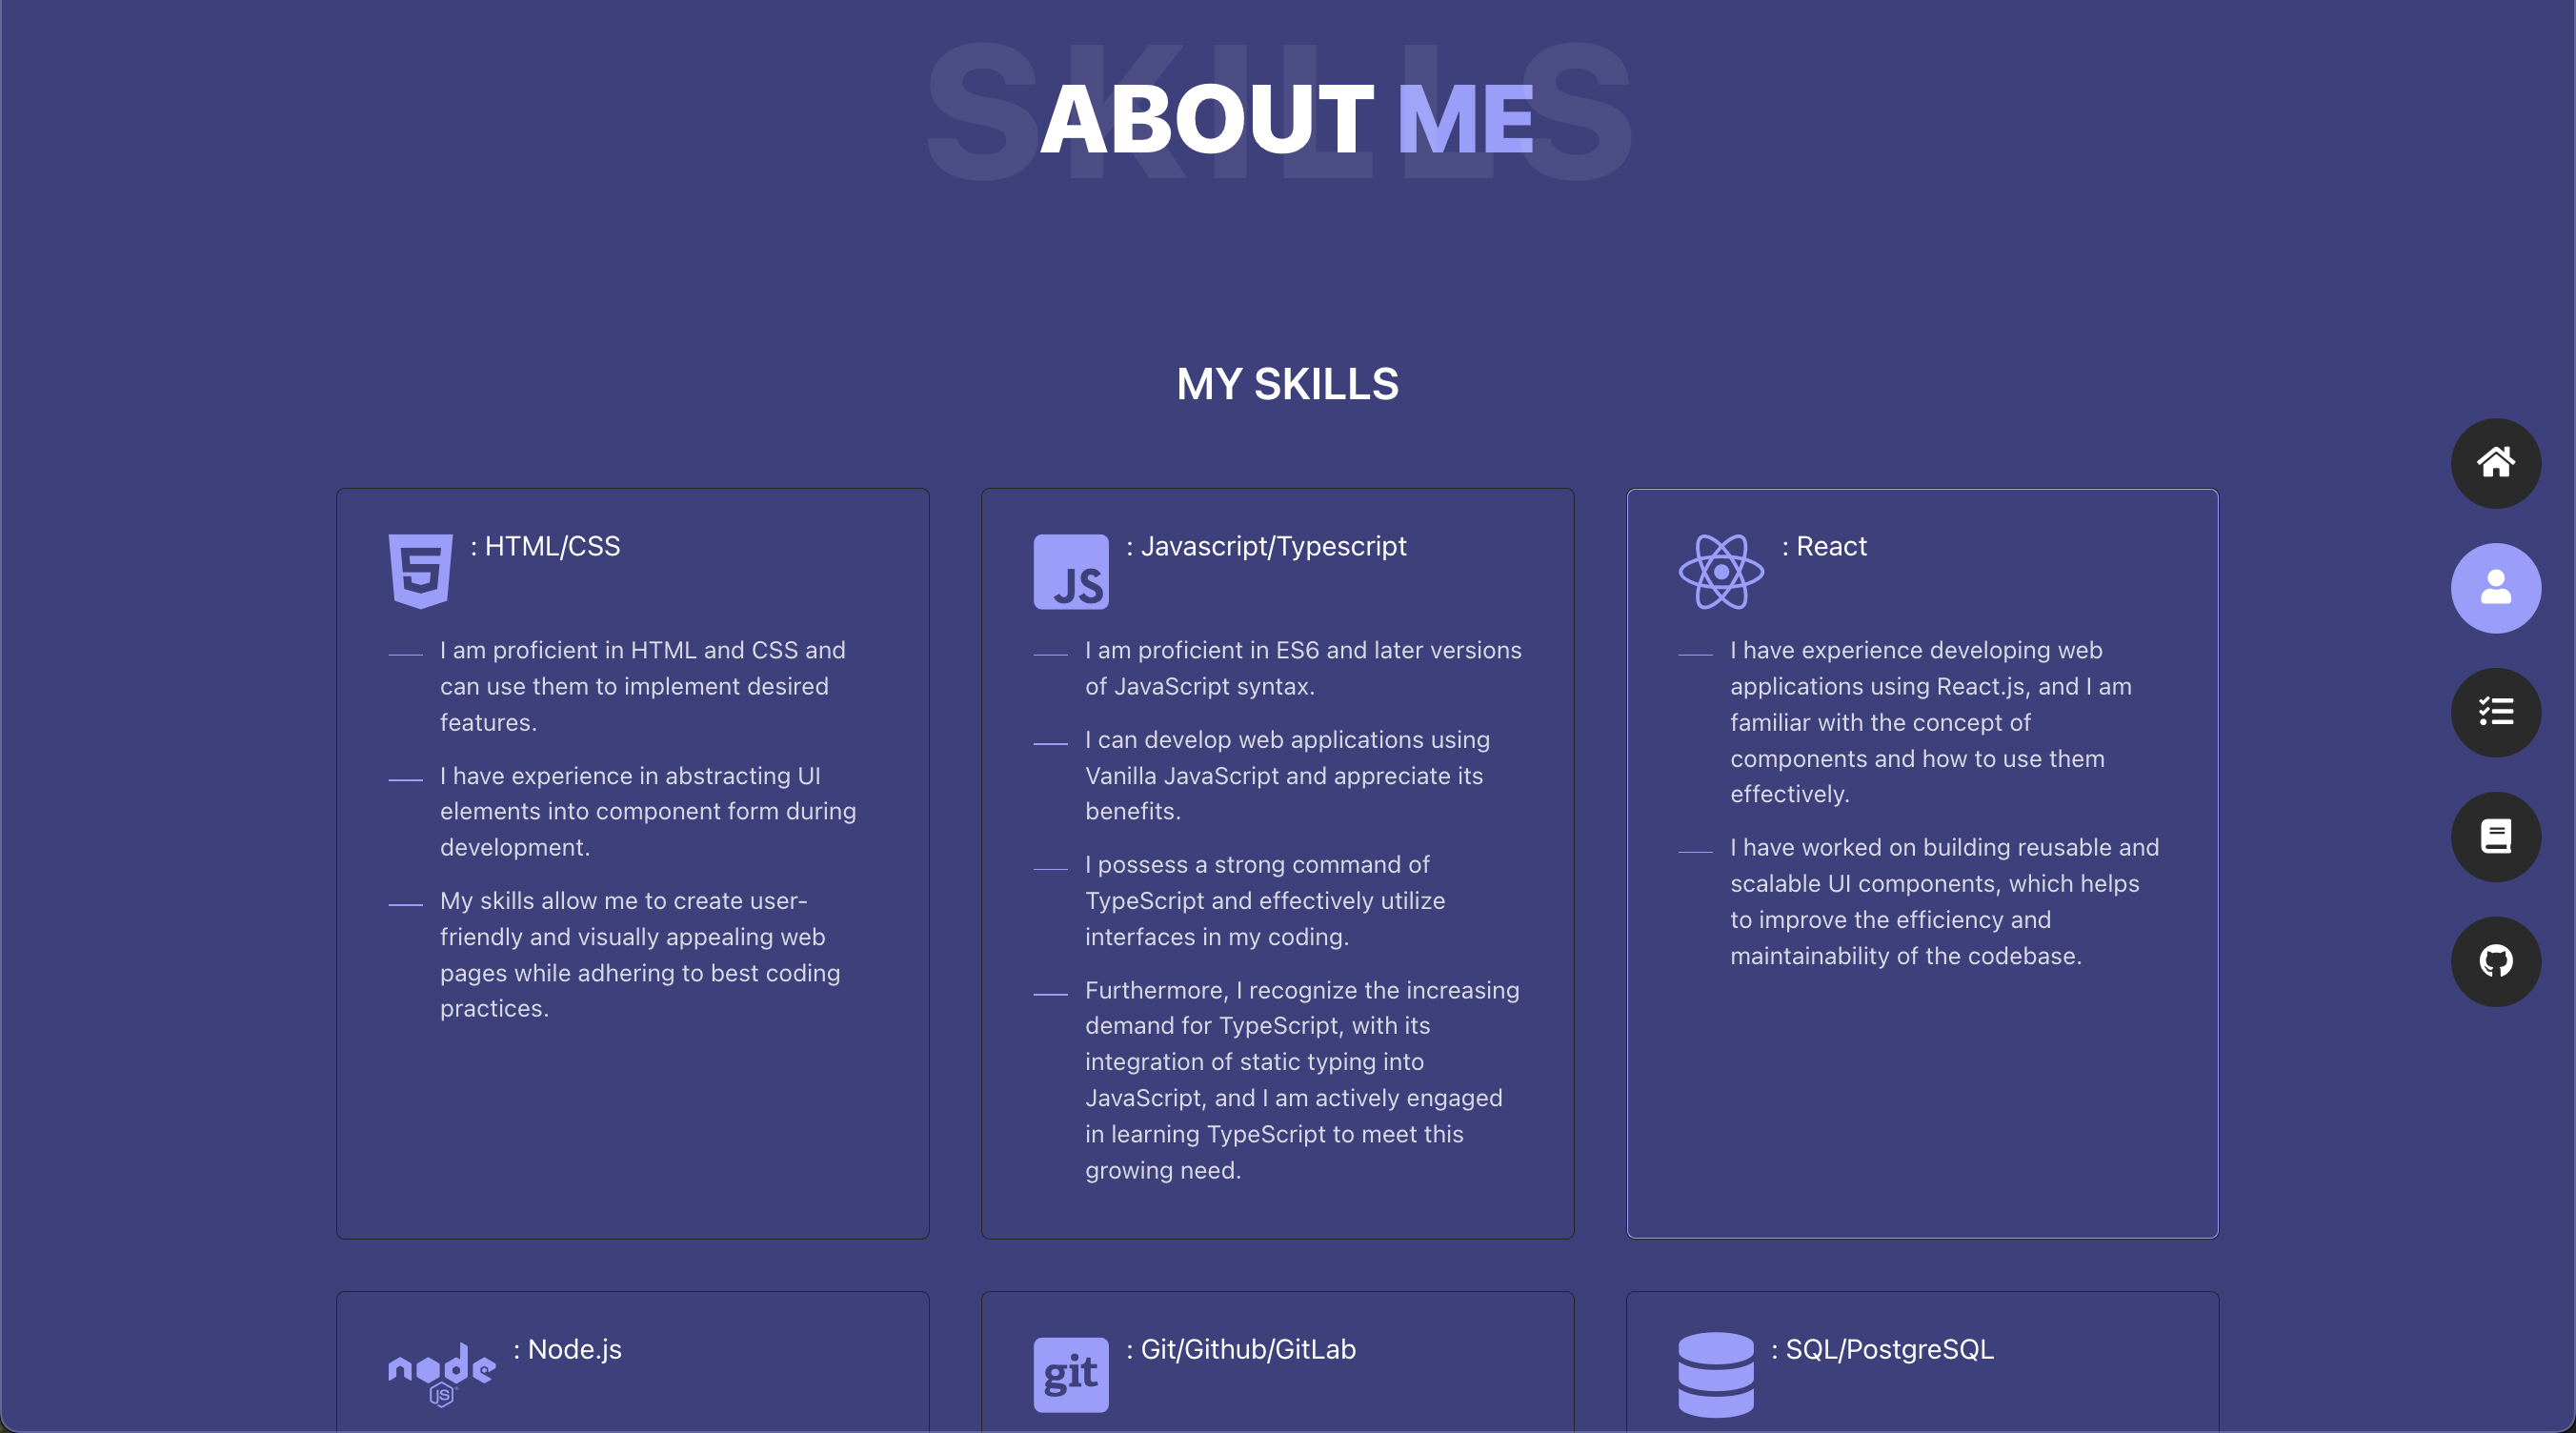 SKILLS
ABOUT ME
MY SKILLS
: HTML/CSS
I am proficient in HTML and CSS and
can use them to implement desired
features.
I have experience in abstracting UI
elements into component form during
development.
My skills allow me to create user-
friendly and visually appealing web
pages while adhering to best coding
practices.
JS
: Javascript/Typescript
I am proficient in ES6 and later versions
of JavaScript syntax.
I can develop web applications using
Vanilla JavaScript and appreciate its
benefits.
I possess a strong command of
TypeScript and effectively utilize
interfaces in my coding.
Furthermore, I recognize the increasing
demand for TypeScript, with its
integration of static typing into
JavaScript, and I am actively engaged
in learning TypeScript to meet this
growing need.
: React
I have experience developing web
applications using React.js, and I am
familiar with the concept of
components and how to use them
effectively.
I have worked on building reusable and
scalable UI components, which helps
to improve the efficiency and
maintainability of the codebase.
node
JS
: Node.js
git
: Git/Github/GitLab
: SQL/PostgreSQL